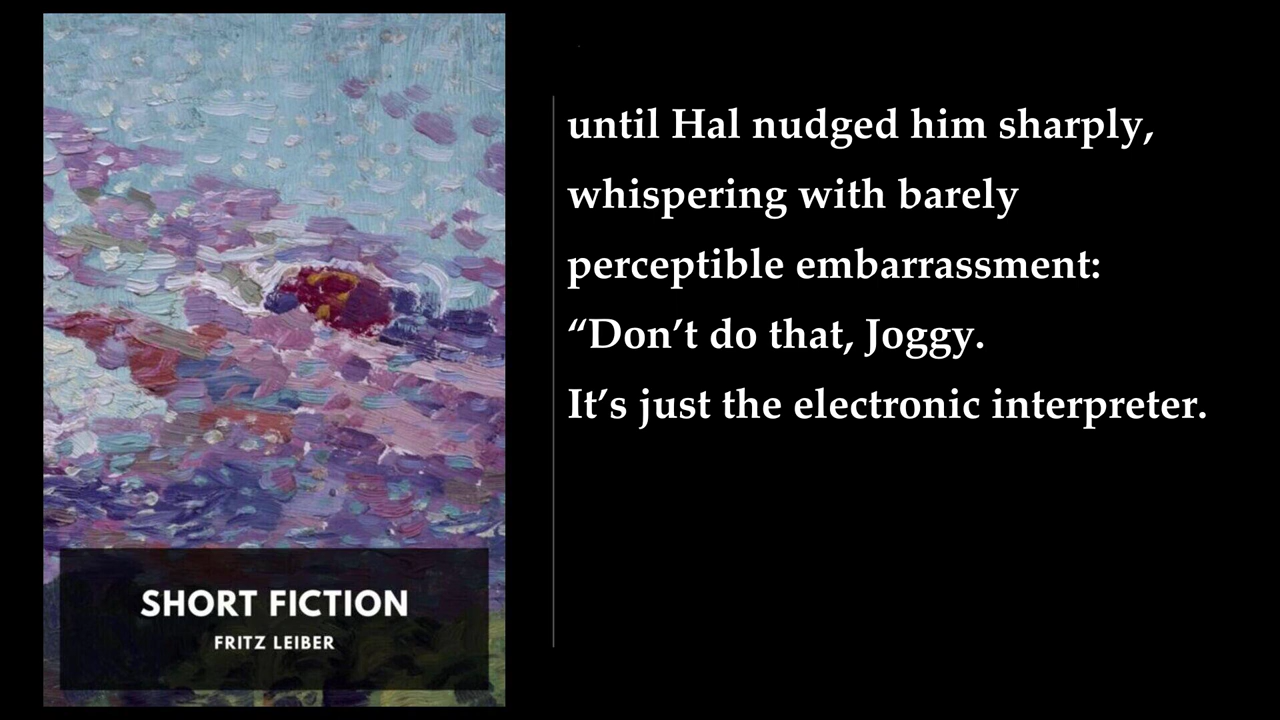 until Hal nudged him sharply,
whispering with barely
perceptible embarrassment:
“Don’t do that, Joggy.
It’s just the electronic interpreter.
SHORT FICTION
FRITZ LEIBER